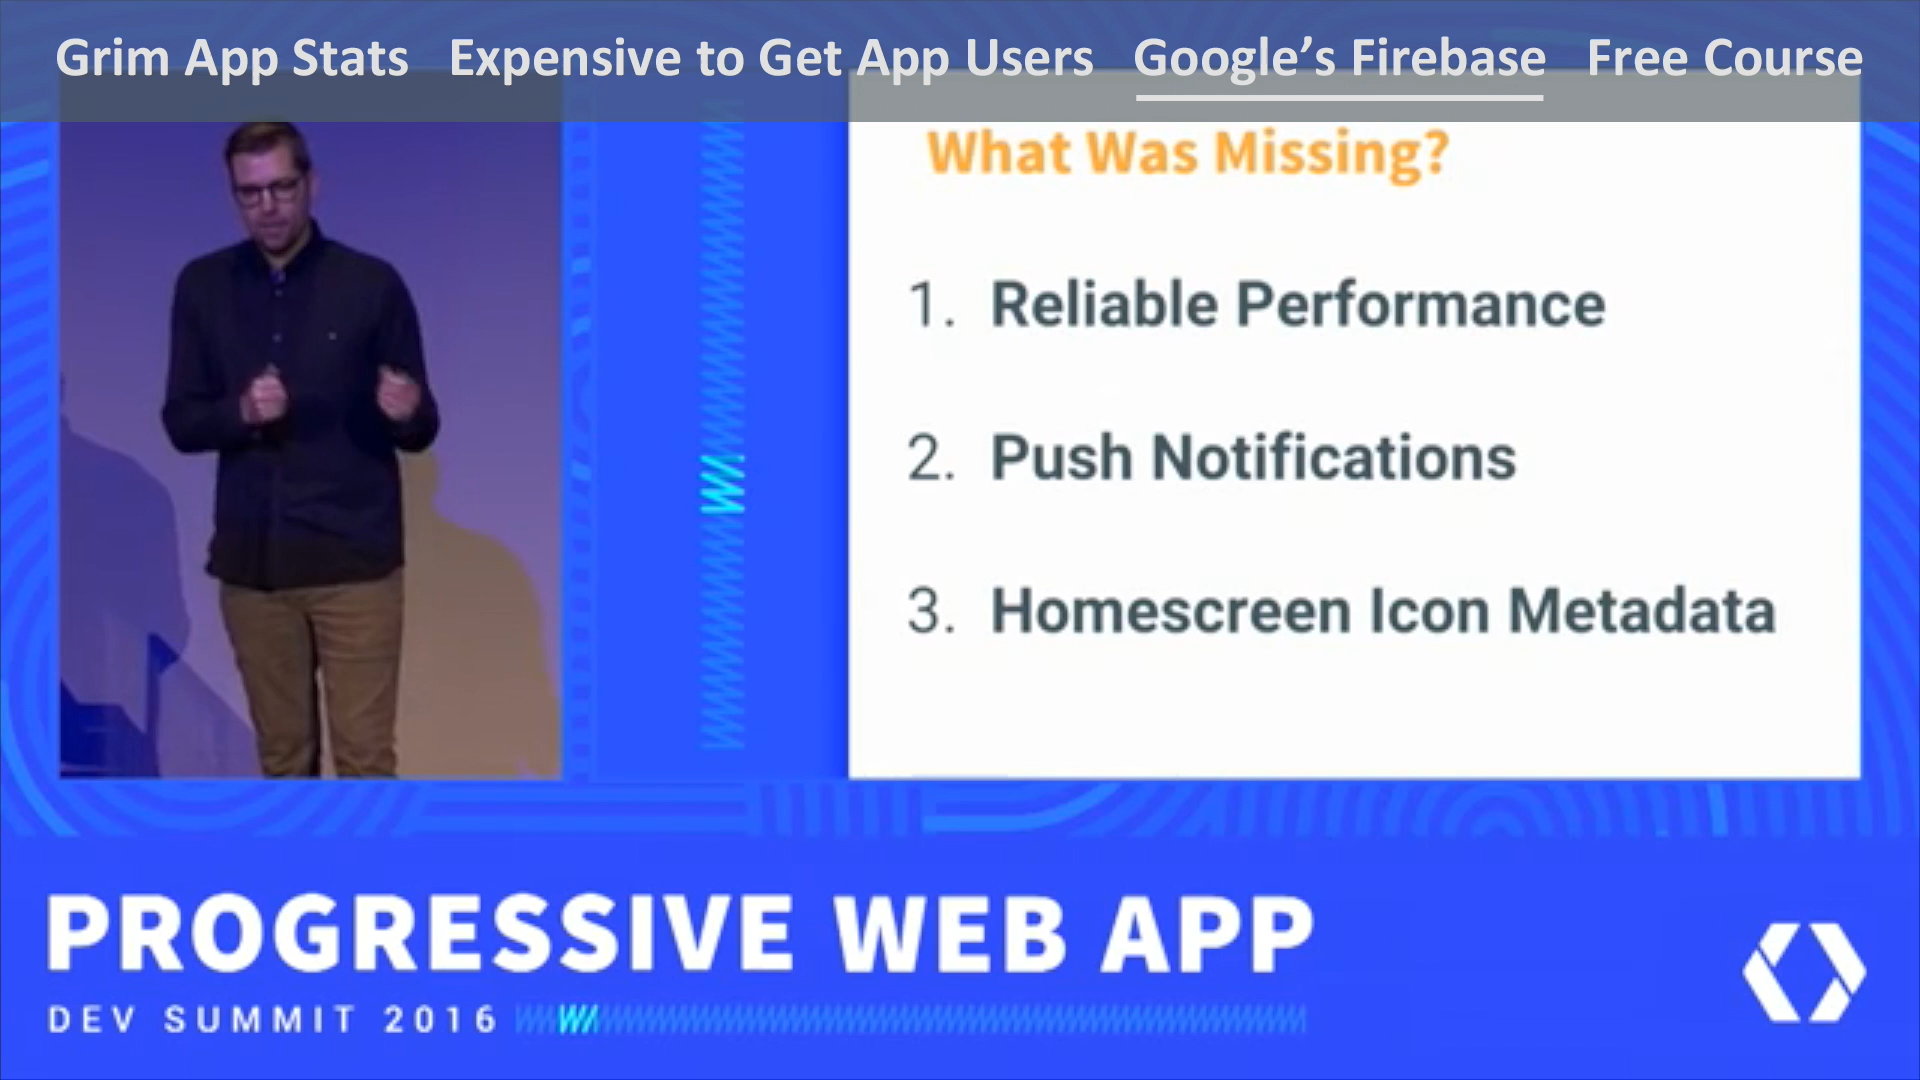 Grim App Stats Expensive to Get App Users Google’s Firebase Free Course
What Was Missing?
1. Reliable Performance
2. Push Notifications
3. Homescreen Icon Metadata
PROGRESSIVE WEB APP
DEV SUMMIT 2016